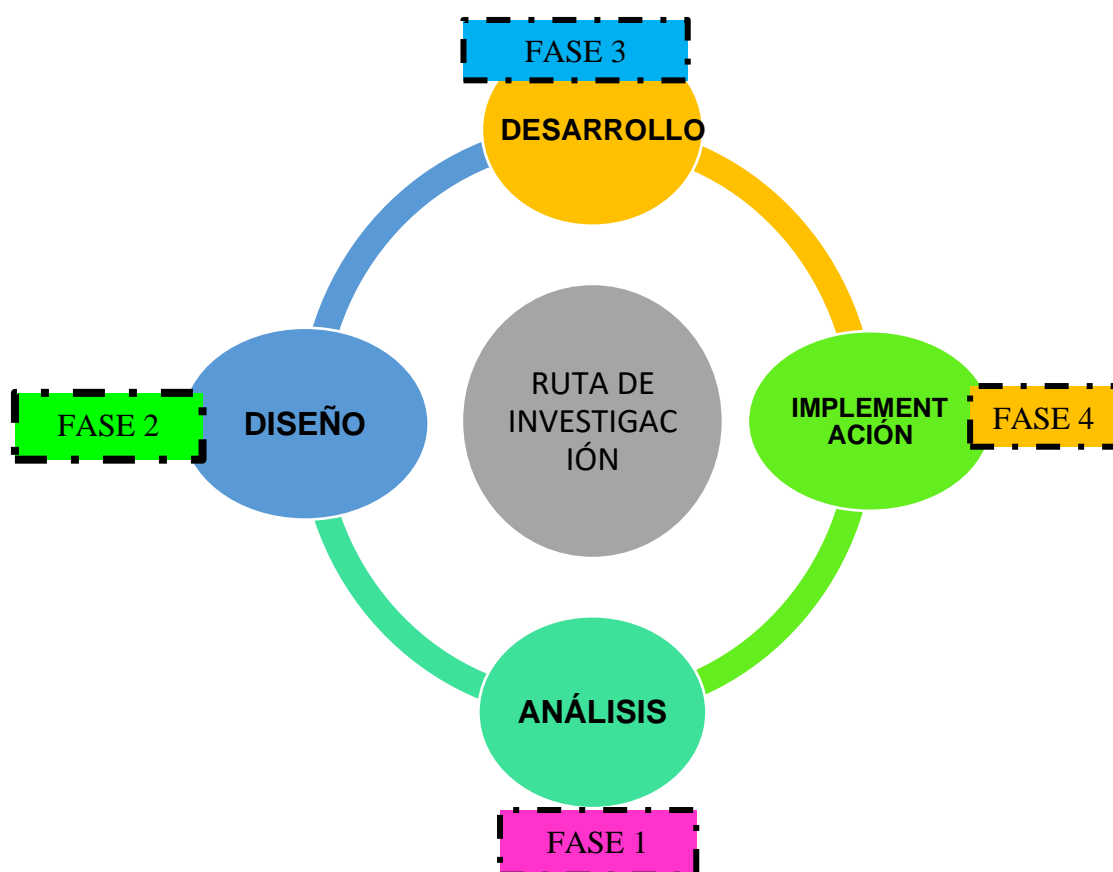 FASE 3
DESARROLLO
RUTA DE
INVESTIGAC
IÓN
FASE 2
DISEÑO
IMPLEMENT
ACIÓN
FASE 4
ANÁLISIS
FASE 1